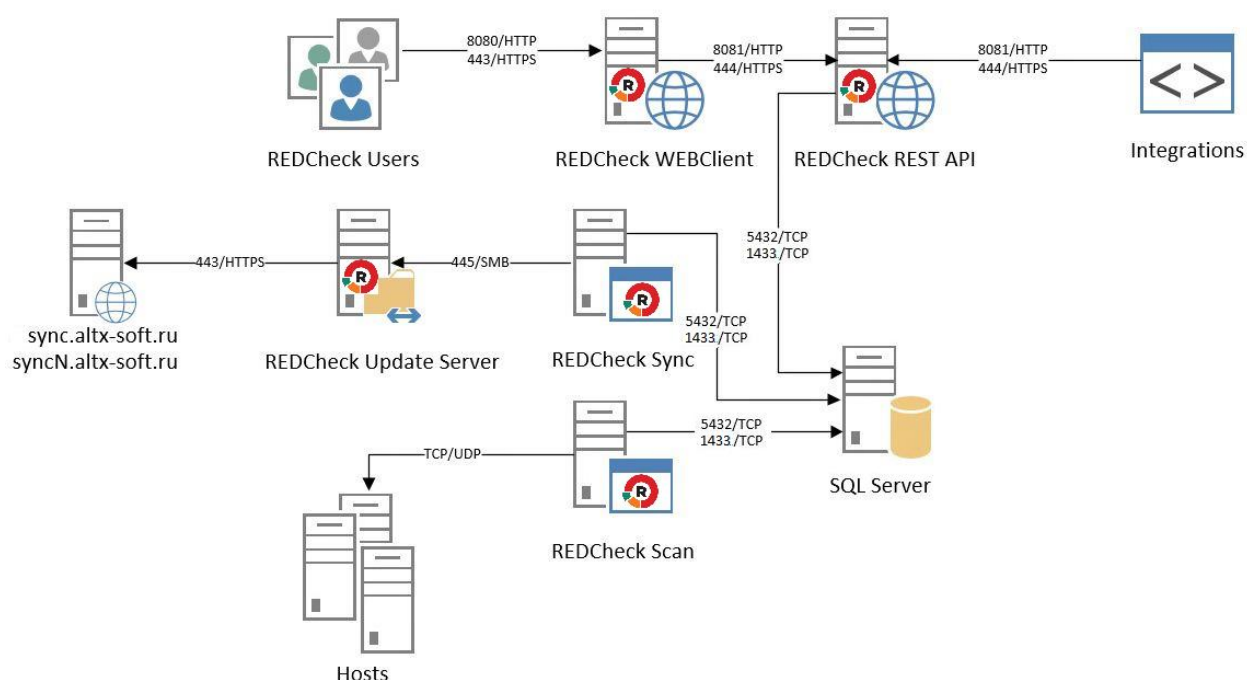 8080/HTTP
443/HTTPS
8081/HTTP
444/HTTPS
8081/HTTP
444/HTTPS
R
R
REDCheck Users
REDCheck WEBClient
REDCheck REST API
Integrations
5432/TCP
1433/TCP
443/HTTPS
445/SMB
R
R
sync.altx-soft.ru
syncN.altx-soft.ru
REDCheck Update Server
REDCheck Sync
5432/TCP
1433/TCP
5432/TCP
1433/TCP
TCP/UDP
R
SQL Server
REDCheck Scan
Hosts